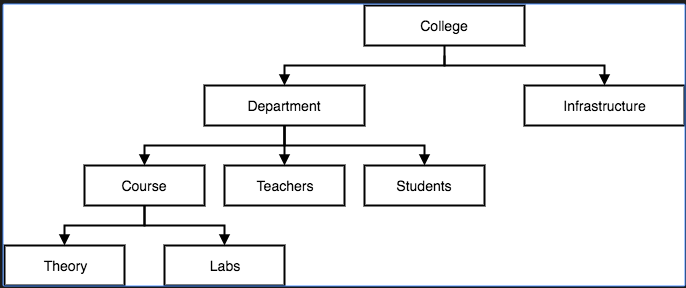 College
Department
Infrastructure
Course
Teachers
Students
Theory
Labs